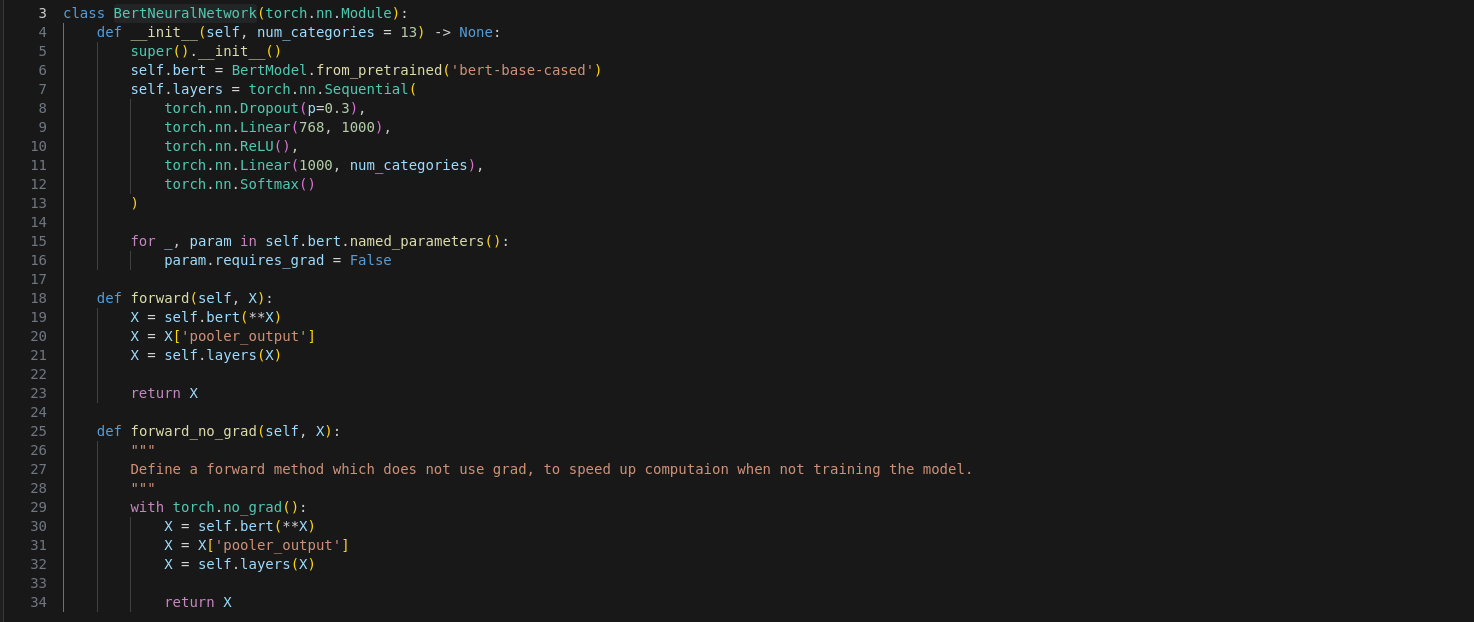 3 class BertNeuralNetwork(torch.nn.Module):
4     def __init__(self, num_categories = 13) -> None:
5         super().__init__()
6         self.bert = BertModel.from_pretrained('bert-base-cased')
7         self.layers = torch.nn.Sequential(
8             torch.nn.Dropout(p=0.3),
9             torch.nn.Linear(768, 1000),
10             torch.nn.ReLU(),
11             torch.nn.Linear(1000, num_categories),
12             torch.nn.Softmax()
13         )
14
15         for _, param in self.bert.named_parameters():
16             param.requires_grad = False
17
18     def forward(self, X):
19         X = self.bert(**X)
20         X = X['pooler_output']
21         X = self.layers(X)
22
23         return X
24
25     def forward_no_grad(self, X):
26         """
27         Define a forward method which does not use grad, to speed up computaion when not training the model.
28         """
29         with torch.no_grad():
30             X = self.bert(**X)
31             X = X['pooler_output']
32             X = self.layers(X)
33
34             return X